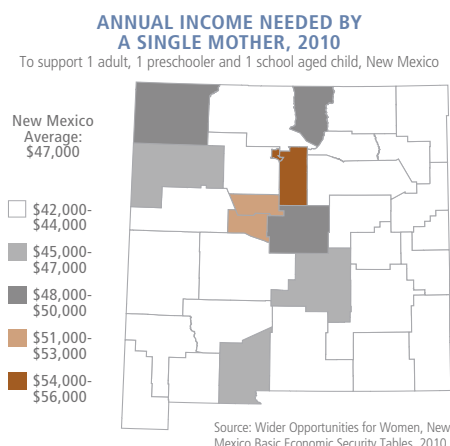 ANNUAL INCOME NEEDED BY
A SINGLE MOTHER, 2010
To support 1 adult, 1 preschooler and 1 school aged child, New Mexico
New Mexico
Average:
$47,000
$42,000-
$44,000
$45,000-
$47,000
$48,000-
$50,000
$51,000-
$53,000
$54,000-
$56,000
Source: Wider Opportunities for Women, New
Mexico Basic Economic Security Tables, 2010